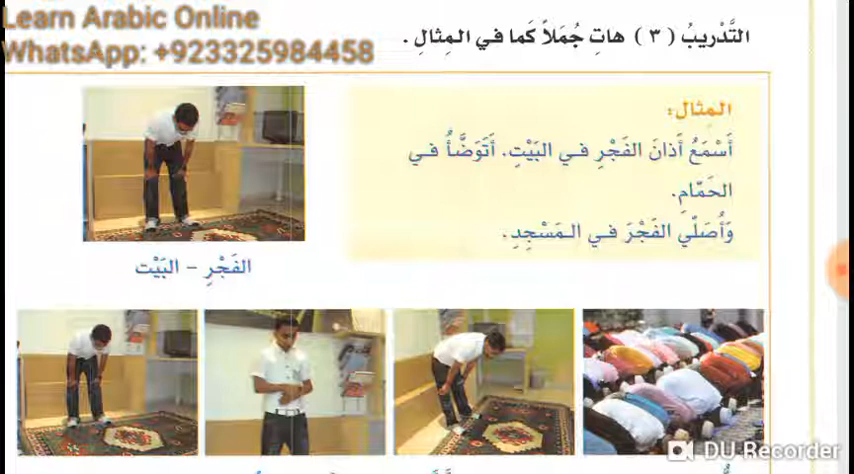 Learn Arabic Online
WhatsApp: +923325984458
التَّدْرِيبُ ( ٣ ) هاتِ جُمَلاً كَما في المِثالِ .
المِثال:
أَسْمَعُ أَذانَ الفَجْرِ في البَيْتِ. أَتَوَضَّأُ في
الحَمّامِ.
وَأُصَلّي الفَجْرَ في المَسْجِدِ.
الفَجْرِ – البَيْت
DU Recorder